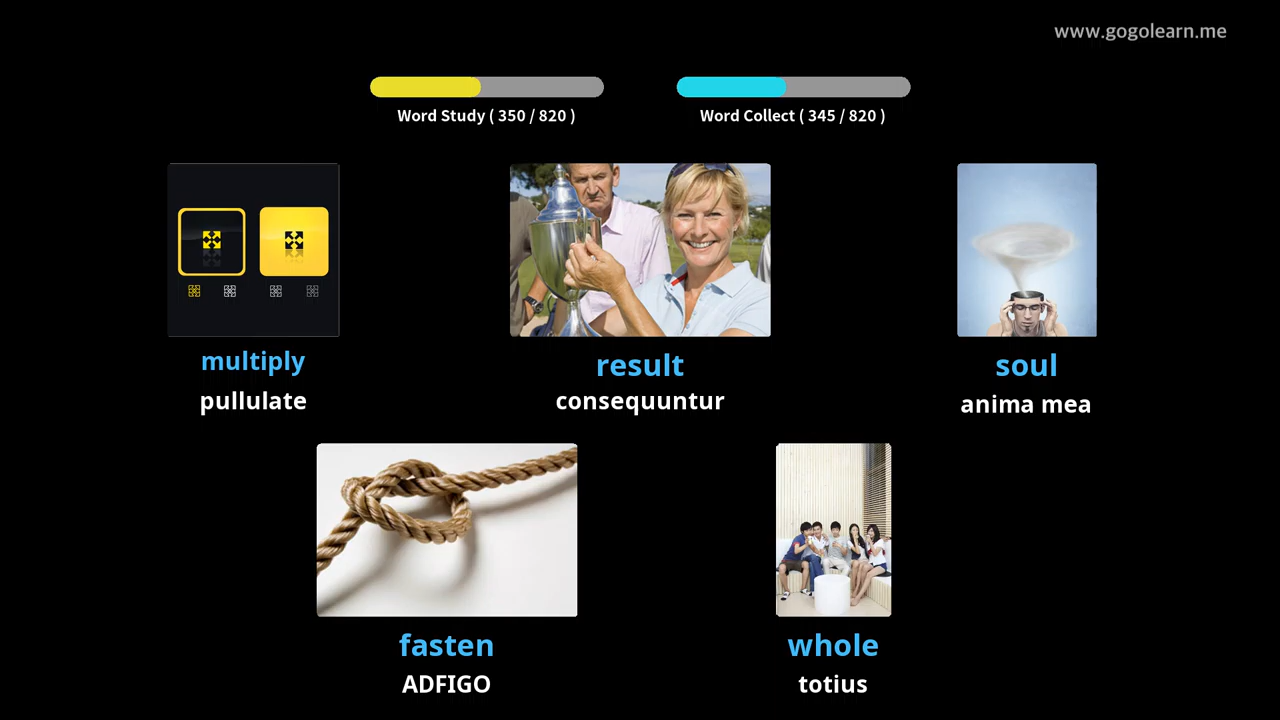 www.gogolearn.me
Word Study ( 350 / 820 )
Word Collect ( 345 / 820 )
multiply
pullulate
result
consequuntur
soul
anima mea
fasten
ADFIGO
whole
totius